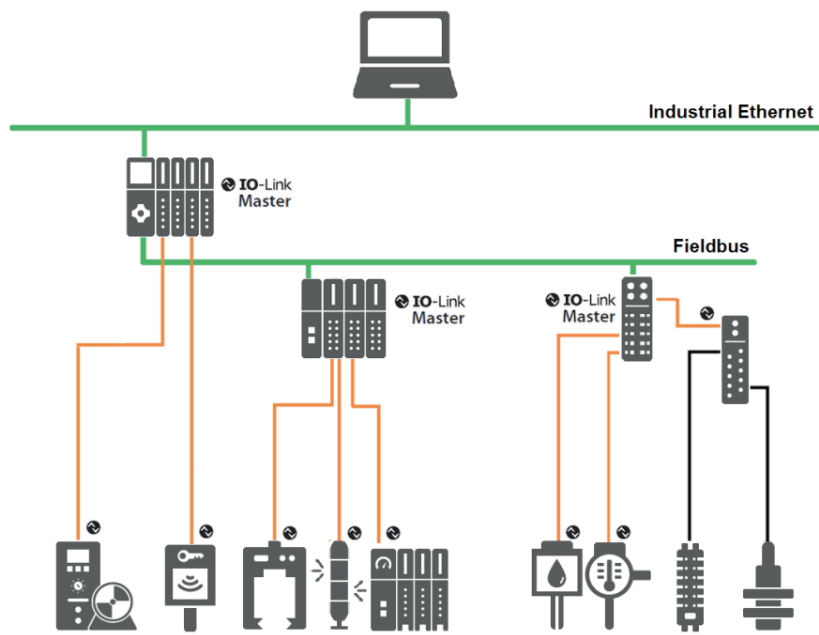 Industrial Ethernet
IO-Link
Master
Fieldbus
IO-Link
Master
IO-Link
Master